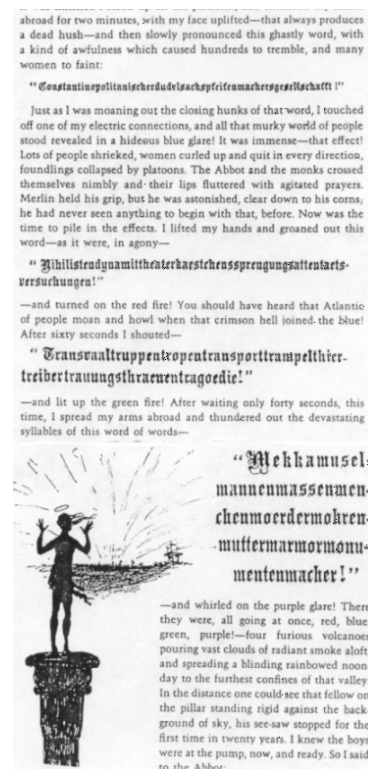 abroad for two minutes, with my face uplifted—that always produces
a dead hush—and then slowly pronounced this ghastly word, with
a kind of awfulness which caused hundreds to tremble, and many
women to faint:
“Constantinopolitanischerdudelsackspfeifenmachersgesellschafft!”
Just as I was moaning out the closing hunks of that word, I touched
off one of my electric connections, and all that murky world of people
stood revealed in a hideous blue glare! It was immense—that effect!
Lots of people shrieked, women curled up and quit in every direction,
foundlings collapsed by platoons. The Abbot and the monks crossed
themselves nimbly and their lips fluttered with agitated prayers.
Merlin held his grip, but he was astonished, clear down to his corns;
he had never seen anything to begin with that, before. Now was the
time to pile in the effects. I lifted my hands and groaned out this
word—as it were, in agony—
“Nihilistendynamittheaterkaestchenssprengungsattentaets-
versuchungen!”
—and turned on the red fire! You should have heard that Atlantic
of people moan and howl when that crimson hell joined the blue!
After sixty seconds I shouted—
“Transvaaltruppentropentransporttrampelthier-
treibertrauungsthraenentragoedie!”
—and lit up the green fire! After waiting only forty seconds, this
time, I spread my arms abroad and thundered out the devastating
syllables of this word of words—
“Mekkamusel-
mannenmassenmen-
chenmoerdermohren-
muttermarmormonu-
mentenmacher!”
—and whirled on the purple glare! There
they were, all going at once, red, blue,
green, purple!—four furious volcanoes
pouring vast clouds of radiant smoke aloft,
and spreading a blinding rainbowed noon-
day to the furthest confines of that valley.
In the distance one could see that fellow on
the pillar standing rigid against the back-
ground of sky, his see-saw stopped for the
first time in twenty years. I knew the boys
were at the pump, now, and ready. So I said
to the Abbot: